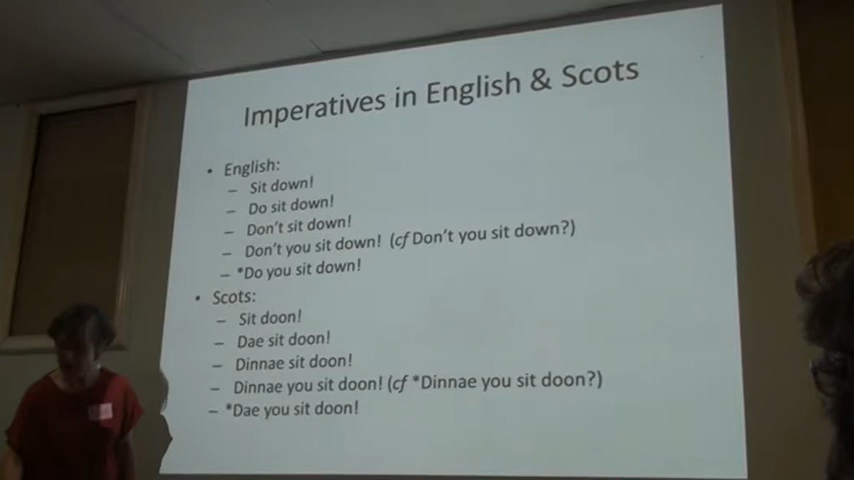 Imperatives in English & Scots
• English:
– Sit down!
– Do sit down!
– Don't sit down!
– Don't you sit down! (cf Don't you sit down?)
– *Do you sit down!
• Scots:
– Sit doon!
– Dae sit doon!
– Dinnae sit doon!
– Dinnae you sit doon! (cf *Dinnae you sit doon?)
– *Dae you sit doon!